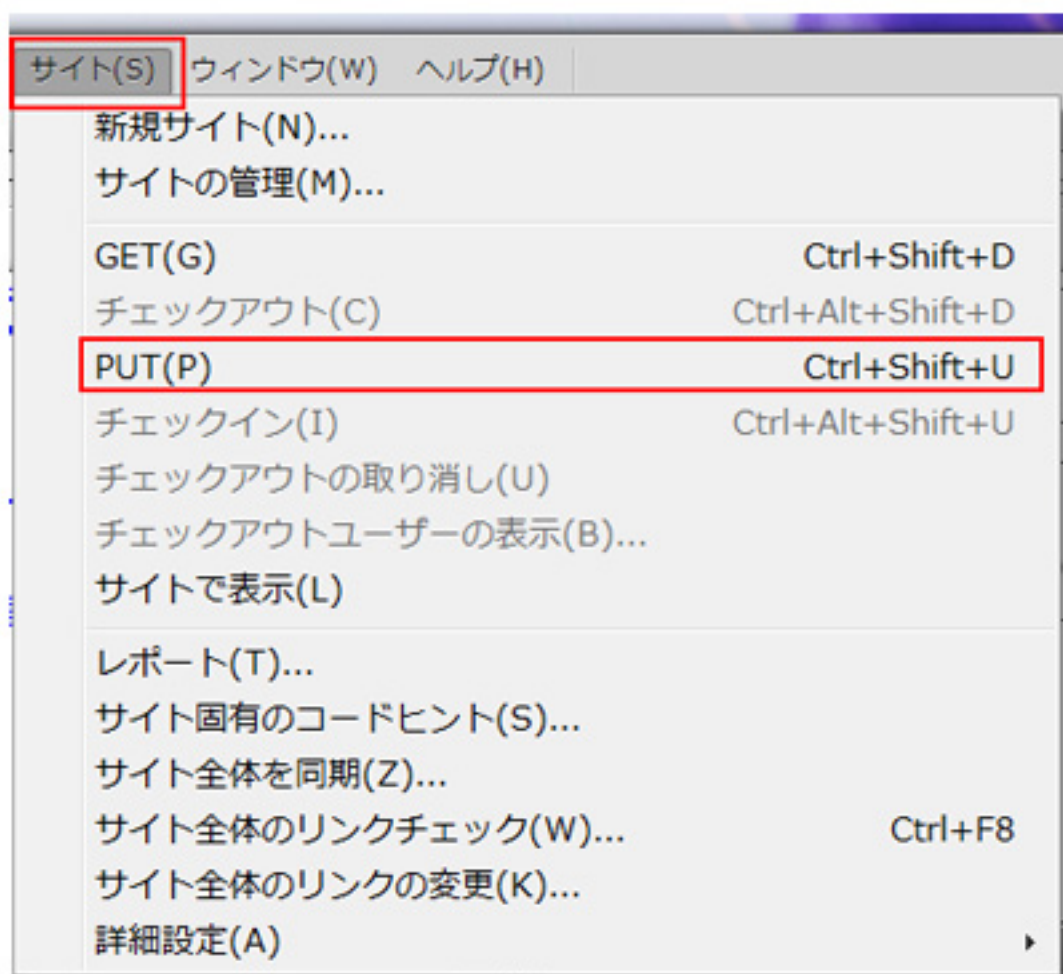 サイト(S) ウィンドウ(W) ヘルプ(H)
新規サイト(N)...
サイトの管理(M)...
GET(G) Ctrl+Shift+D
チェックアウト(C) Ctrl+Alt+Shift+D
PUT(P) Ctrl+Shift+U
チェックイン(I) Ctrl+Alt+Shift+U
チェックアウトの取り消し(U)
チェックアウトユーザーの表示(B)...
サイトで表示(L)
レポート(T)...
サイト固有のコードヒント(S)...
サイト全体を同期(Z)...
サイト全体のリンクチェック(W)... Ctrl+F8
サイト全体のリンクの変更(K)...
詳細設定(A)